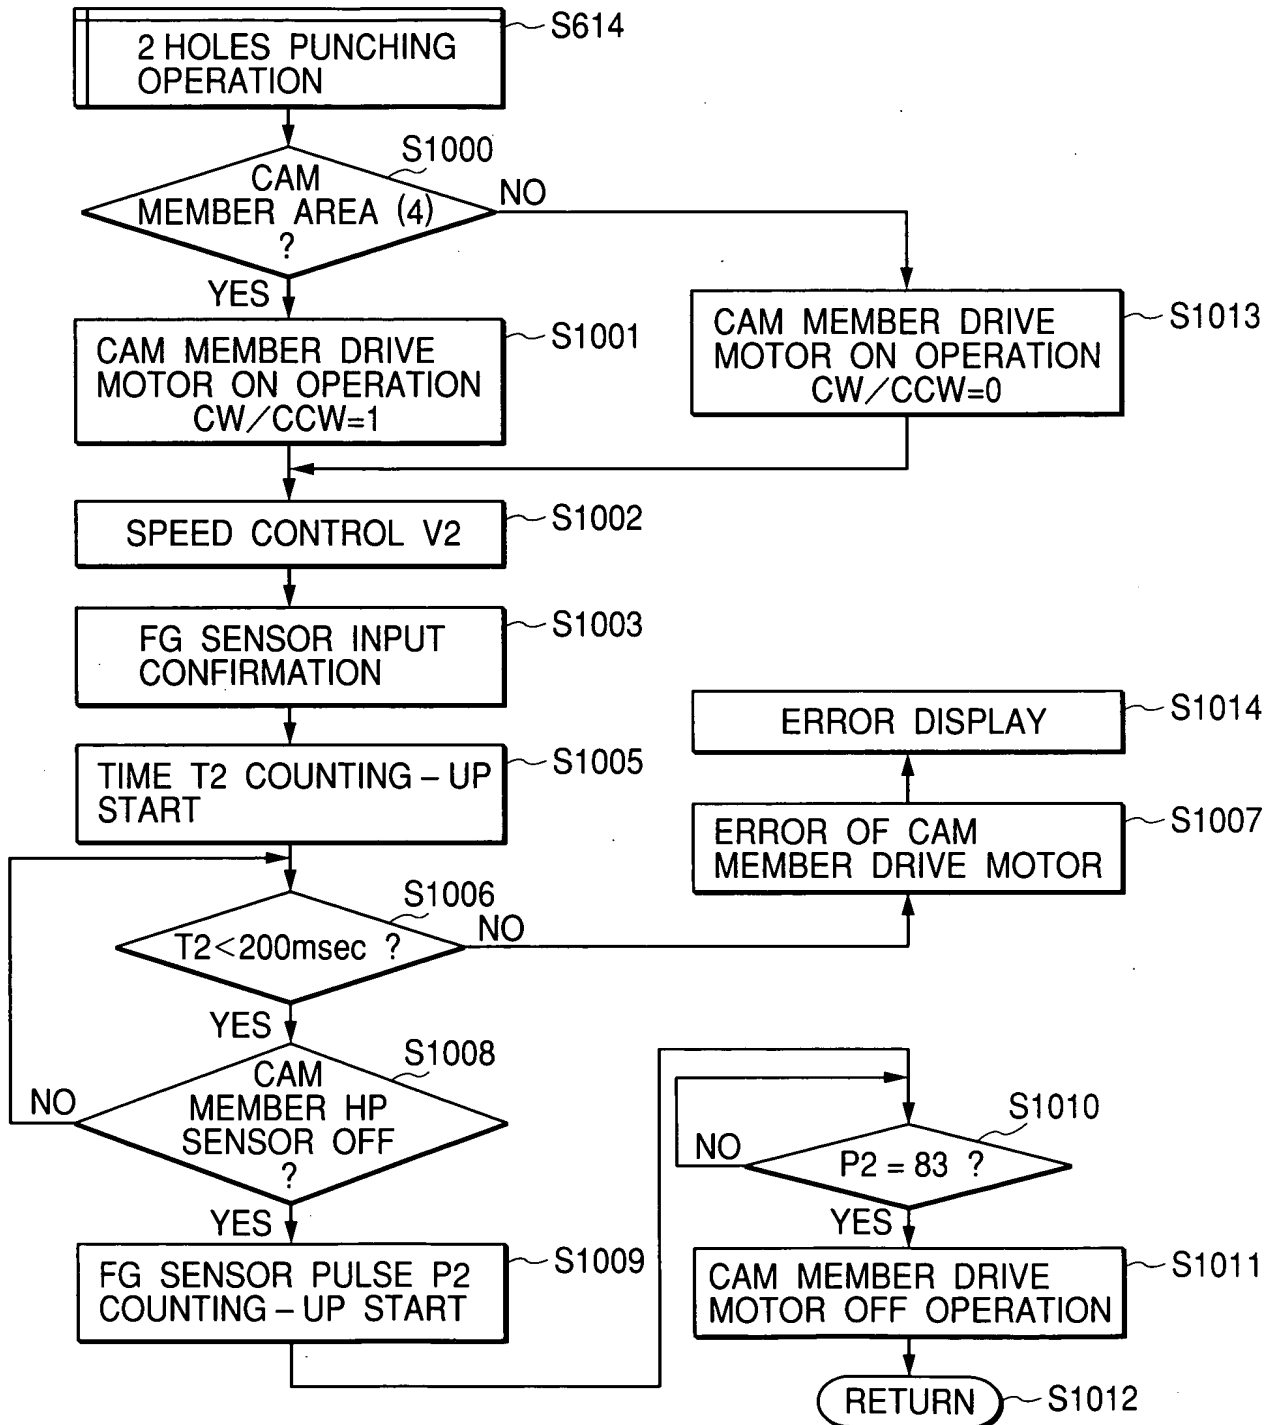 2 HOLES PUNCHING
OPERATION
S614
CAM
MEMBER AREA (4)
?
S1000
NO
YES
CAM MEMBER DRIVE
MOTOR ON OPERATION
CW/CCW=1
S1001
CAM MEMBER DRIVE
MOTOR ON OPERATION
CW/CCW=0
S1013
SPEED CONTROL V2
S1002
FG SENSOR INPUT
CONFIRMATION
S1003
TIME T2 COUNTING-UP
START
S1005
ERROR DISPLAY
S1014
ERROR OF CAM
MEMBER DRIVE MOTOR
S1007
T2<200msec ?
S1006
NO
YES
CAM
MEMBER HP
SENSOR OFF
?
S1008
NO
YES
FG SENSOR PULSE P2
COUNTING-UP START
S1009
P2 = 83 ?
S1010
NO
YES
CAM MEMBER DRIVE
MOTOR OFF OPERATION
S1011
RETURN
S1012